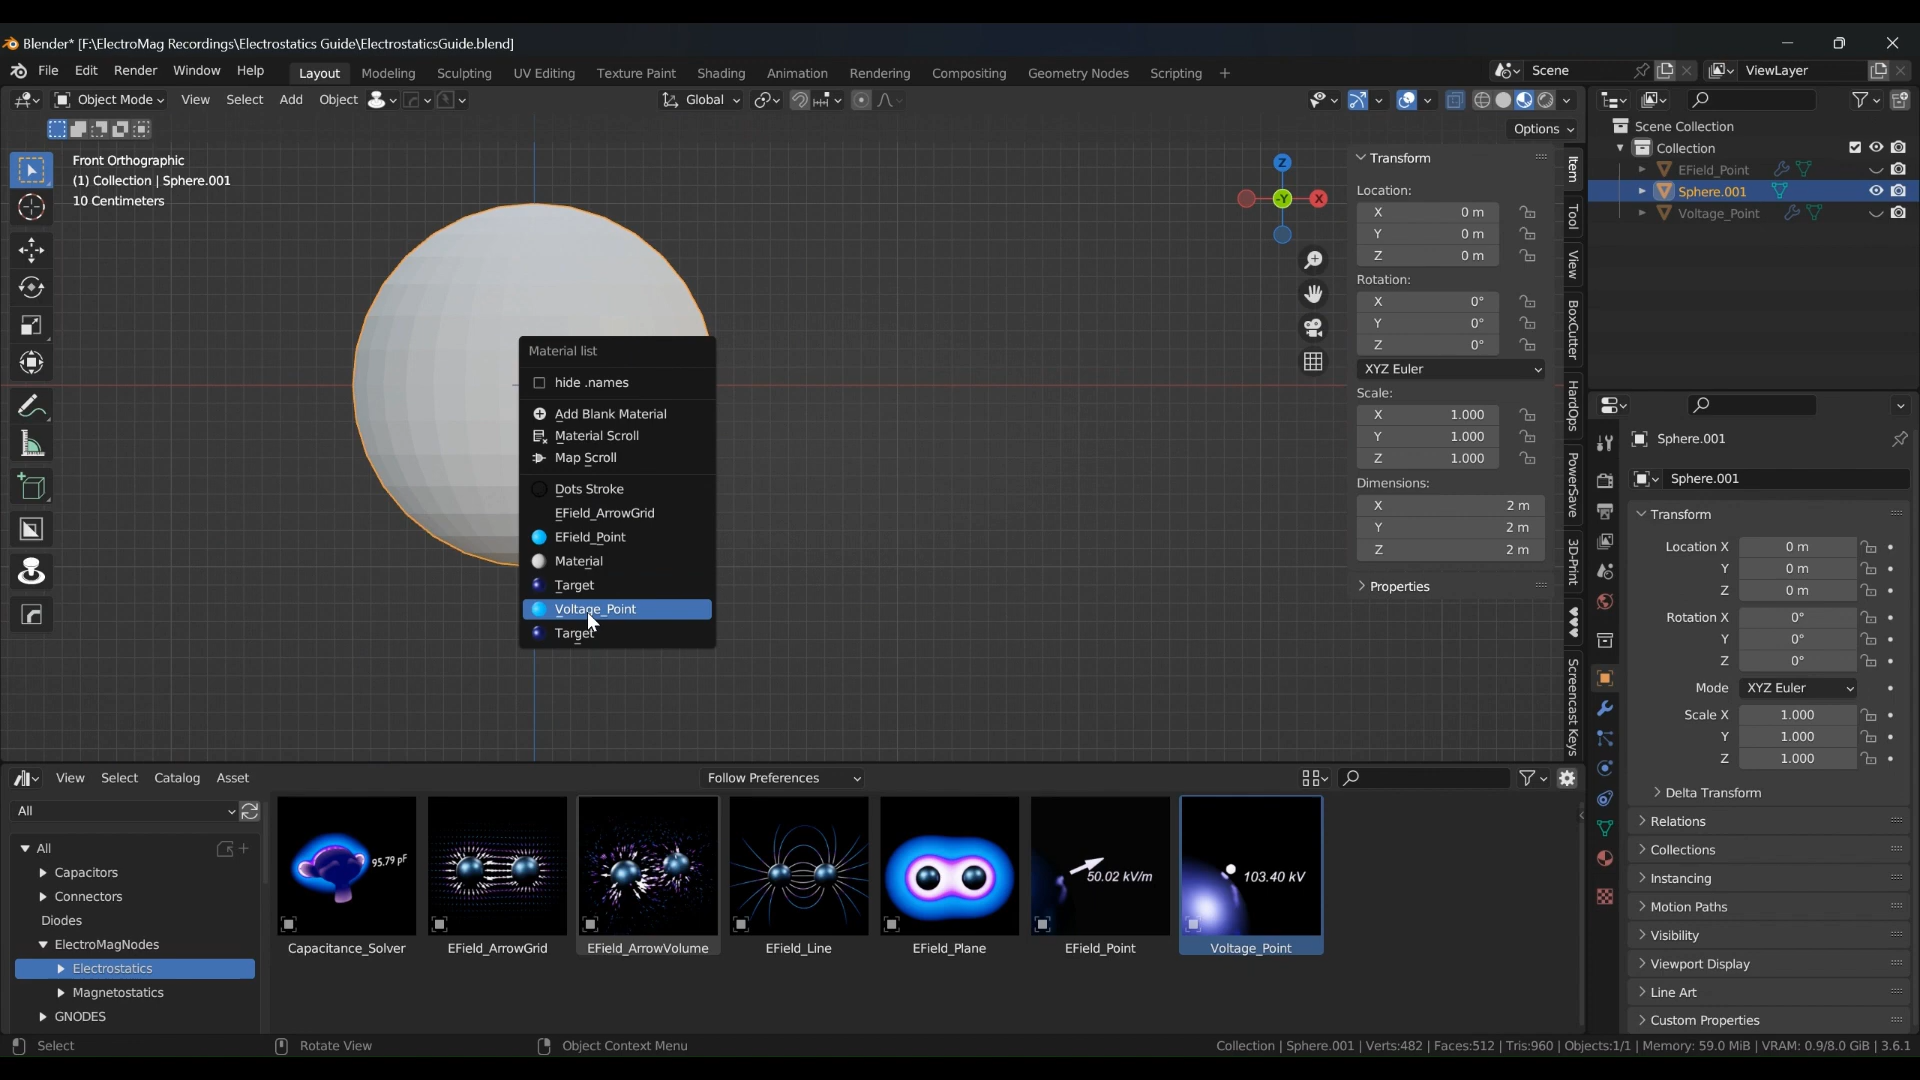 Blender* [F:\ElectroMag Recordings\Electrostatics Guide\ElectrostaticsGuide.blend]
File Edit Render Window Help Layout Modeling Sculpting UV Editing Texture Paint Shading Animation Rendering Compositing Geometry Nodes Scripting + Scene ViewLayer
Object Mode View Select Add Object Global
Options
Front Orthographic
(1) Collection | Sphere.001
10 Centimeters
Z
-Y X
Material list
hide .names
Add Blank Material
Material Scroll
Map Scroll
Dots Stroke
EField_ArrowGrid
EField_Point
Material
Target
Voltage_Point
Target
Transform
Location:
X 0 m
Y 0 m
Z 0 m
Rotation:
X 0°
Y 0°
Z 0°
XYZ Euler
Scale:
X 1.000
Y 1.000
Z 1.000
Dimensions:
X 2 m
Y 2 m
Z 2 m
Properties
Item
Tool
View
BoxCutter
HardOps
PowerSave
3D-Print
♥♥♥
Screencast Keys
Scene Collection
Collection
EField_Point
Sphere.001
Voltage_Point
Sphere.001
Sphere.001
Transform
Location X 0 m
Y 0 m
Z 0 m
Rotation X 0°
Y 0°
Z 0°
Mode XYZ Euler
Scale X 1.000
Y 1.000
Z 1.000
Delta Transform
Relations
Collections
Instancing
Motion Paths
Visibility
Viewport Display
Line Art
Custom Properties
View Select Catalog Asset Follow Preferences
All
All
Capacitors
Connectors
Diodes
ElectroMagNodes
Electrostatics
Magnetostatics
GNODES
95.79 pF
50.02 kV/m
103.40 kV
Capacitance_Solver EField_ArrowGrid EField_ArrowVolume EField_Line EField_Plane EField_Point Voltage_Point
Select Rotate View Object Context Menu
Collection | Sphere.001 | Verts:482 | Faces:512 | Tris:960 | Objects:1/1 | Memory: 59.0 MiB | VRAM: 0.9/8.0 GiB | 3.6.1